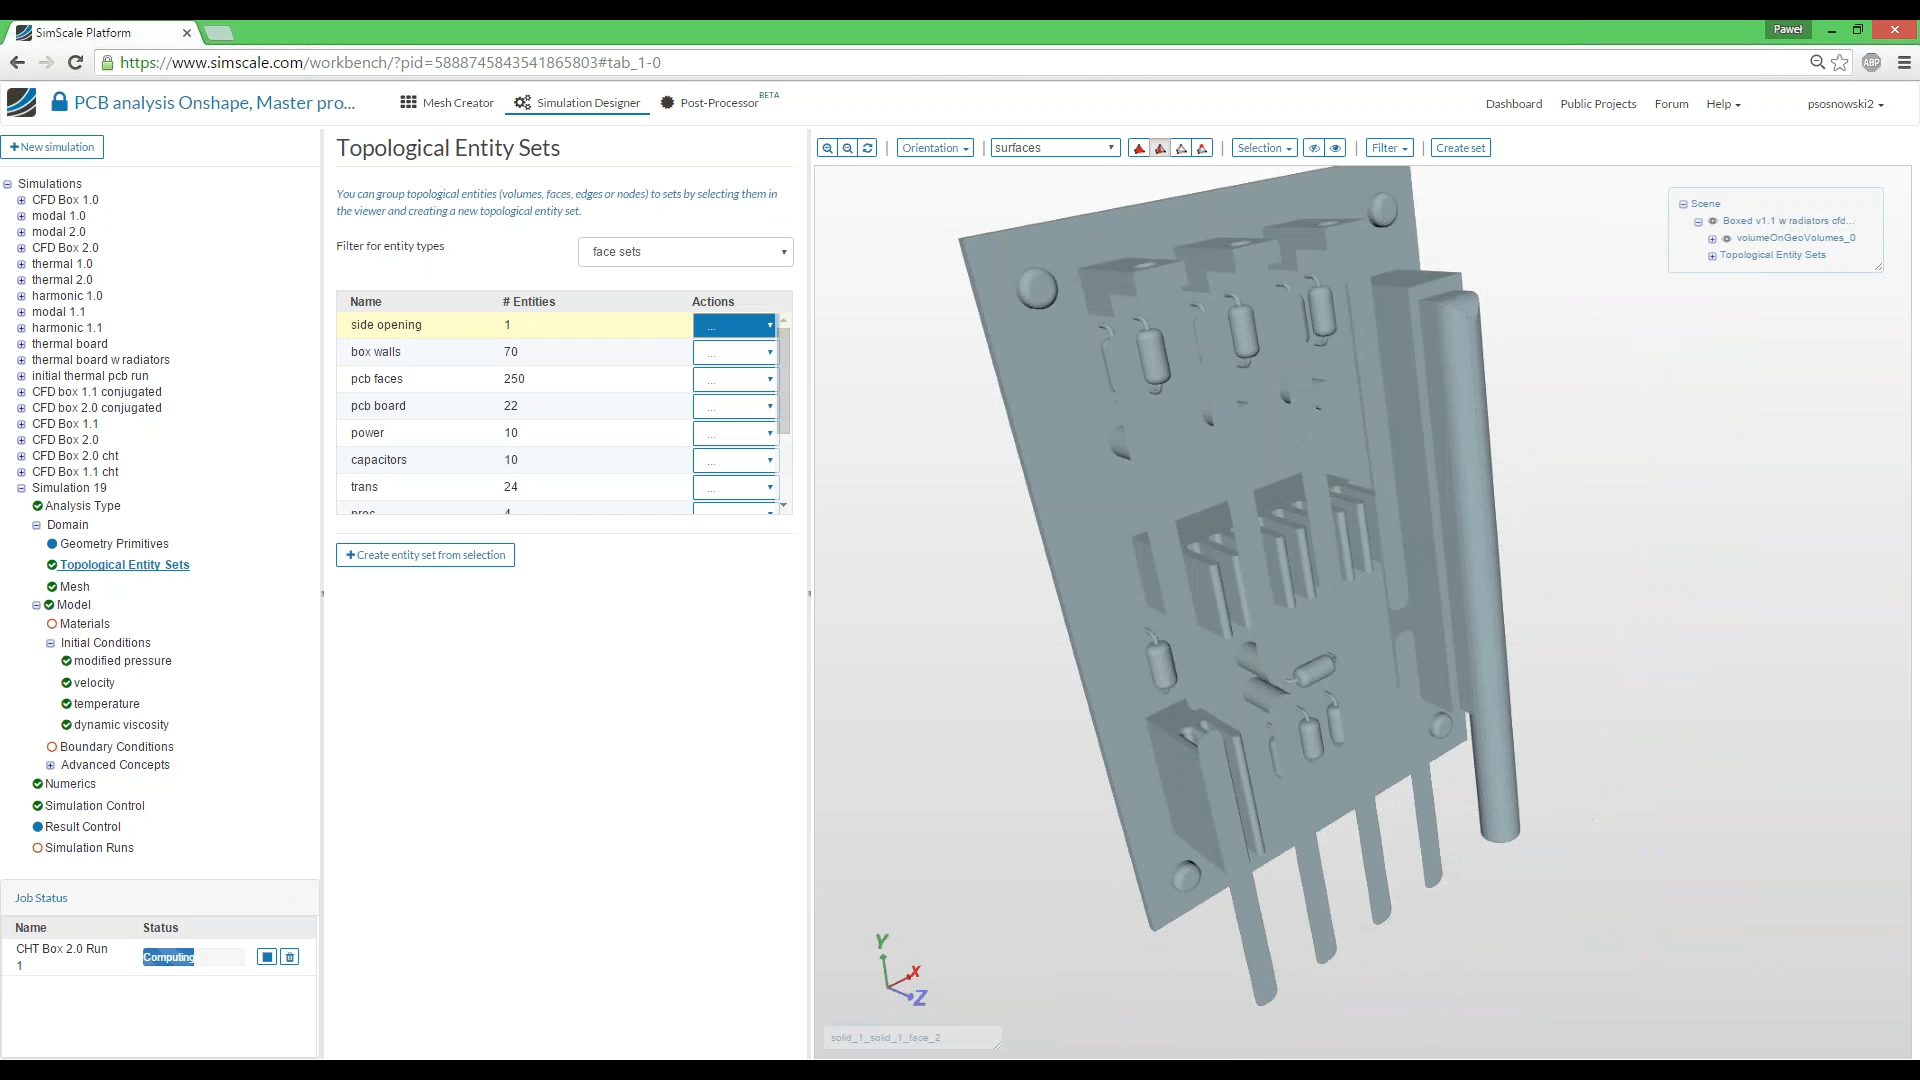 SimScale Platform
Paweł
https://www.simscale.com/workbench/?pid=5888745843541865803#tab_1-0
ABP
PCB analysis Onshape, Master pro...
Mesh Creator
Simulation Designer
Post-Processor BETA
Dashboard
Public Projects
Forum
Help
psosnowski2
New simulation
Simulations
CFD Box 1.0
modal 1.0
modal 2.0
CFD Box 2.0
thermal 1.0
thermal 2.0
harmonic 1.0
modal 1.1
harmonic 1.1
thermal board
thermal board w radiators
initial thermal pcb run
CFD box 1.1 conjugated
CFD box 2.0 conjugated
CFD Box 1.1
CFD Box 2.0
CFD Box 2.0 cht
CFD Box 1.1 cht
Simulation 19
Analysis Type
Domain
Geometry Primitives
Topological Entity Sets
Mesh
Model
Materials
Initial Conditions
modified pressure
velocity
temperature
dynamic viscosity
Boundary Conditions
Advanced Concepts
Numerics
Simulation Control
Result Control
Simulation Runs
Job Status
Name Status
CHT Box 2.0 Run 
1
Computing
Topological Entity Sets
You can group topological entities (volumes, faces, edges or nodes) to sets by selecting them in
the viewer and creating a new topological entity set.
Filter for entity types
face sets
Name # Entities Actions
side opening 1 ...
box walls 70 ...
pcb faces 250 ...
pcb board 22 ...
power 10 ...
capacitors 10 ...
trans 24 ...
proc 4
Create entity set from selection
Orientation
surfaces
Selection
Filter
Create set
Scene
Boxed v1.1 w radiators cfd...
volumeOnGeoVolumes_0
Topological Entity Sets
Y
X
Z
solid_1_solid_1_face_2